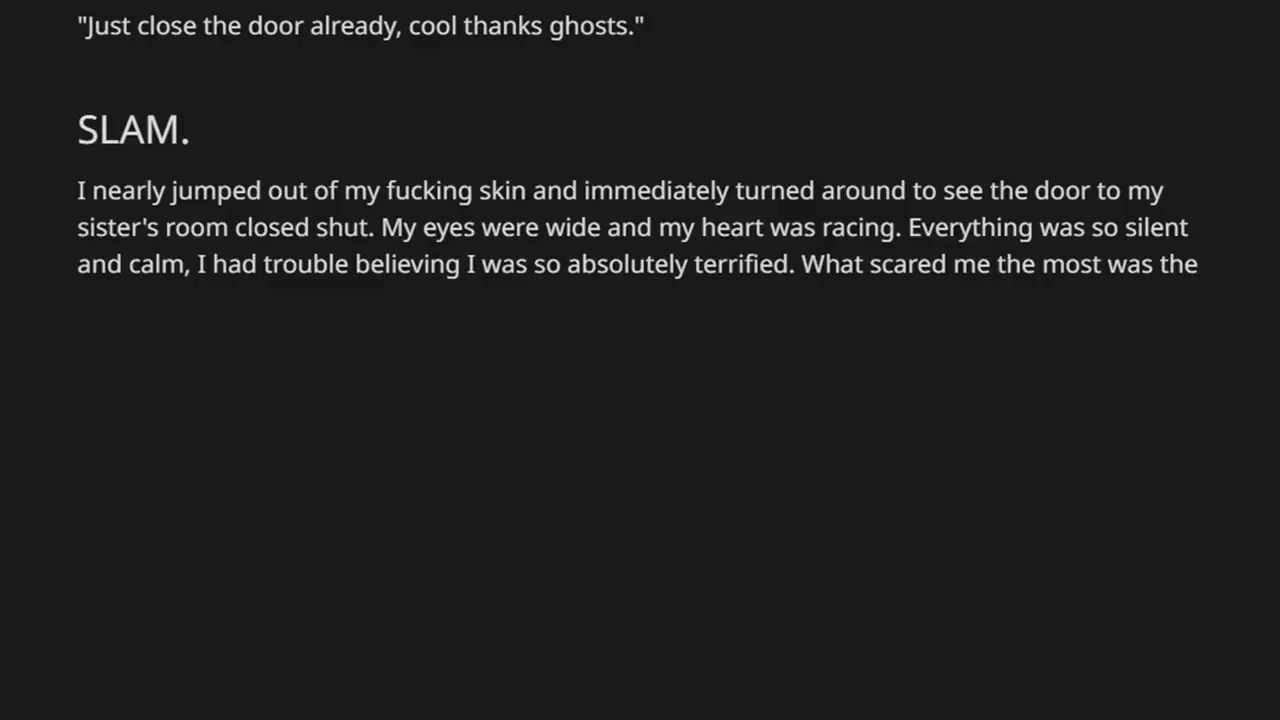 "Just close the door already, cool thanks ghosts."
SLAM.
I nearly jumped out of my fucking skin and immediately turned around to see the door to my
sister's room closed shut. My eyes were wide and my heart was racing. Everything was so silent
and calm, I had trouble believing I was so absolutely terrified. What scared me the most was the